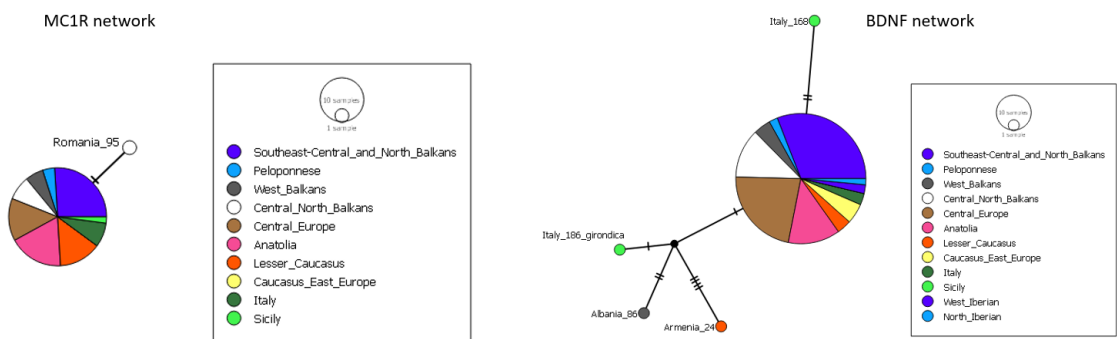 MC1R network
Romania_95
10 samples
1 sample
Southeast-Central_and_North_Balkans
Peloponnese
West_Balkans
Central_North_Balkans
Central_Europe
Anatolia
Lesser_Caucasus
Caucasus_East_Europe
Italy
Sicily
BDNF network
Italy_168
Italy_186_girondica
Albania_86
Armenia_24
10 samples
1 sample
Southeast-Central_and_North_Balkans
Peloponnese
West_Balkans
Central_North_Balkans
Central_Europe
Anatolia
Lesser_Caucasus
Caucasus_East_Europe
Italy
Sicily
West_Iberian
North_Iberian